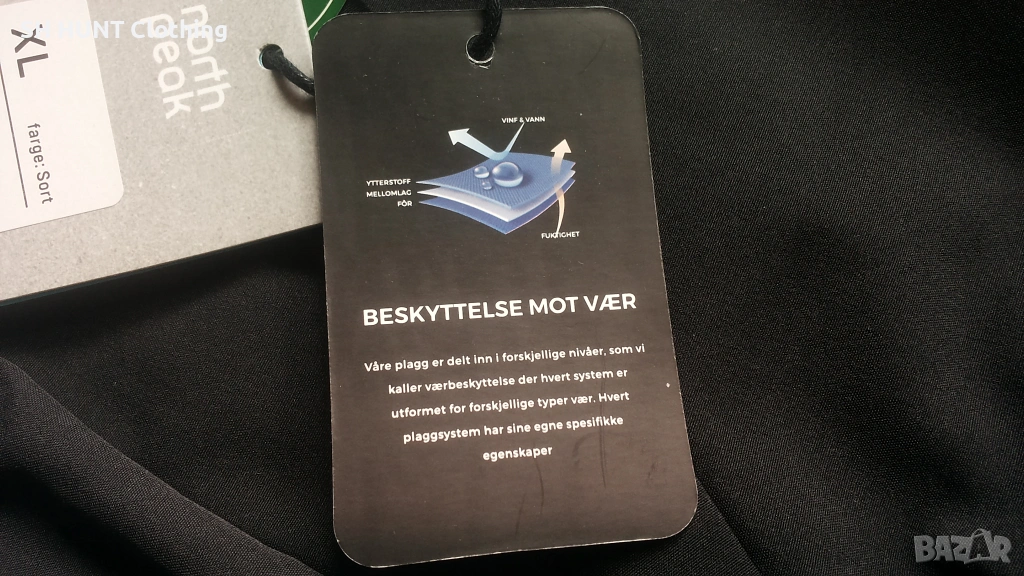 HUNT Clothing
north
peak
XL
farge: Sort
VINF & VANN
YTTERSTOFF
MELLOMLAG
FÔR
FUKTIGHET
BESKYTTELSE MOT VÆR
Våre plagg er delt inn i forskjellige nivåer, som vi
kaller værbeskyttelse der hvert system er
utformet for forskjellige typer vær. Hvert
plaggsystem har sine egne spesifikke
egenskaper
BAZAR